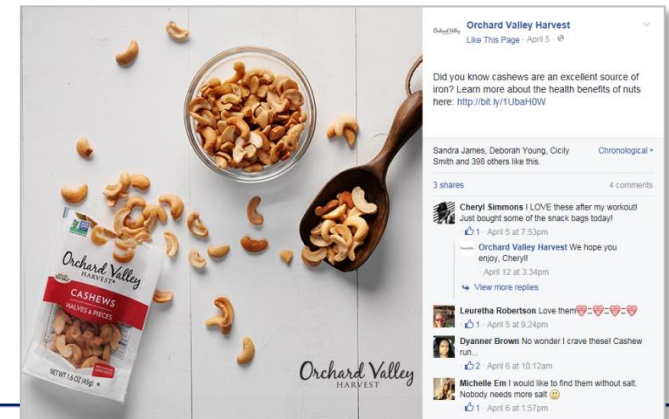 Orchard Valley
HARVEST
CASHEWS
HALVES & PIECES
NET WT 1.6 OZ (45g)
Orchard Valley
HARVEST
Orchard Valley Harvest
Like This Page · April 5 ·
Did you know cashews are an excellent source of
iron? Learn more about the health benefits of nuts
here: http://bit.ly/1UbaH0W
Sandra James, Deborah Young, Cicily
Smith and 398 others like this.
Chronological
3 shares
4 comments
Cheryl Simmons I LOVE these after my workout!
Just bought some of the snack bags today!
1 · April 5 at 7:53pm
Orchard Valley Harvest We hope you
enjoy, Cheryl!
· April 12 at 3:34pm
View more replies
Leuretha Robertson Love them💝=💝=💝=💝
1 · April 5 at 9:24pm
Dyanner Brown No wonder I crave these! Cashew
run...
2 · April 6 at 10:12am
Michelle Em I would like to find them without salt.
Nobody needs more salt 🙂
1 · April 6 at 1:57pm